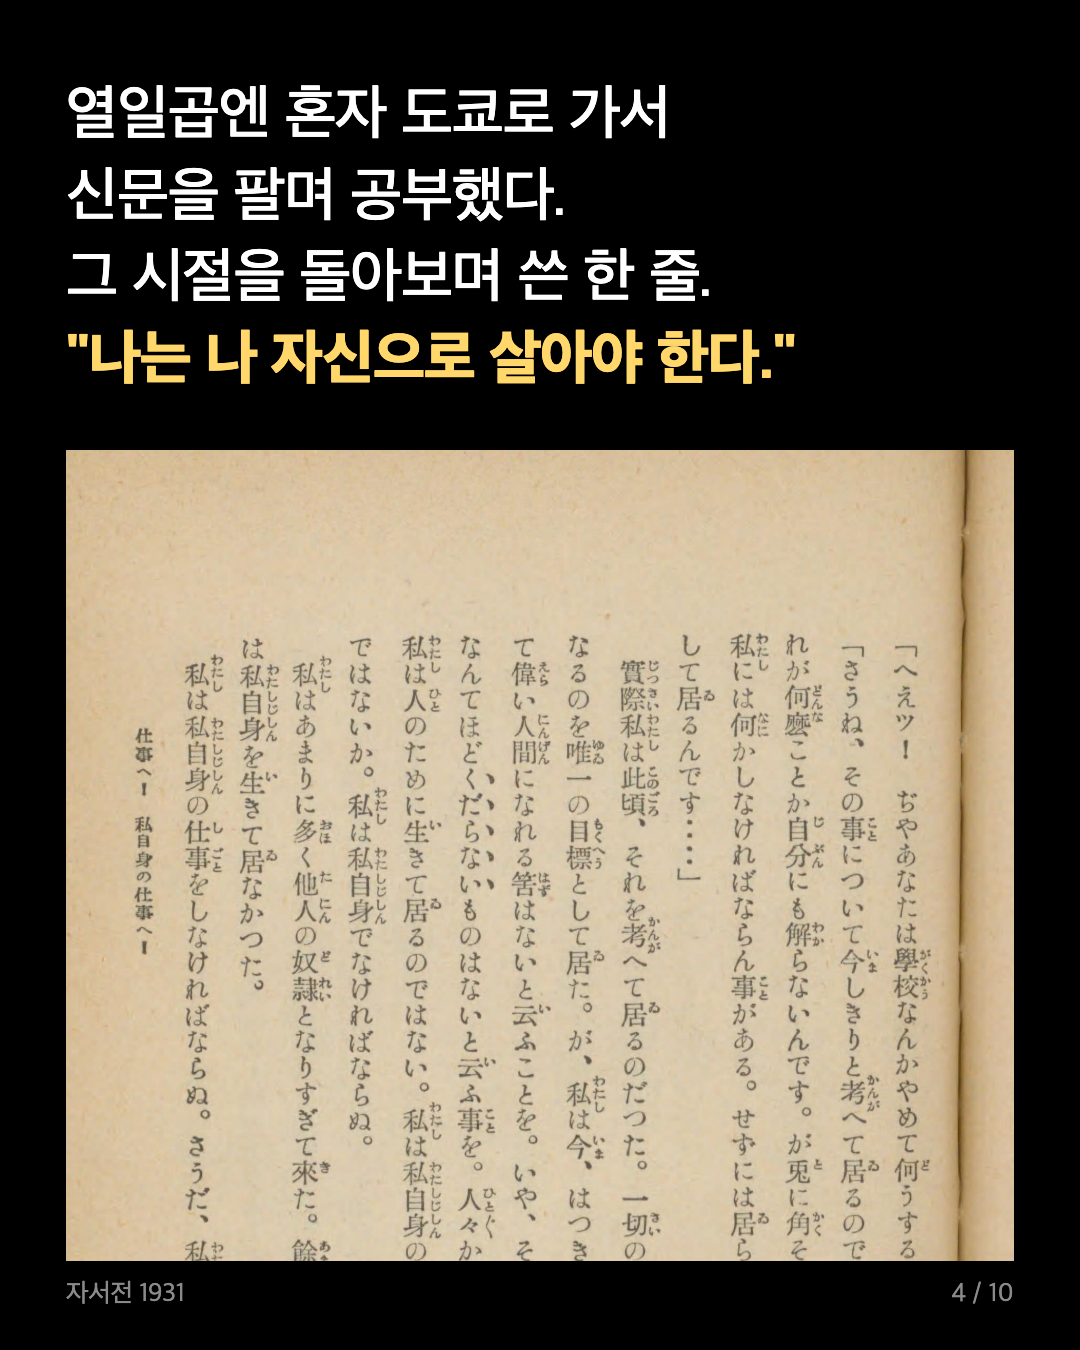 열일곱엔 혼자 도쿄로 가서
신문을 팔며 공부했다.
그 시절을 돌아보며 쓴 한 줄.
"나는 나 자신으로 살아야 한다."
「へえツ！　ぢやあなたは學校なんかやめて何うする
「さうね、その事について今しきりと考へて居るので
れが何麼ことか自分にも解らないんです。が兎に角そ
私には何かしなければならん事がある。せずには居ら
して居るんです：：」
實際私は此頃、それを考へて居るのだつた。一切の
なるのを唯一の目標として居た。が、私は今、はつき
て偉い人間になれる筈はないと云ふことを。いや、そ
なんてほどくだらないものはないと云ふ事を。人々か
私は人のために生きて居るのではない。私は私自身の
ではないか。私は私自身でなければならぬ。
私はあまりに多く他人の奴隷となりすぎて來た。餘
は私自身を生きて居なかつた。
私は私自身の仕事をしなければならぬ。さうだ、私
仕事へ！　私自身の仕事へ！
자서전 1931
4 / 10